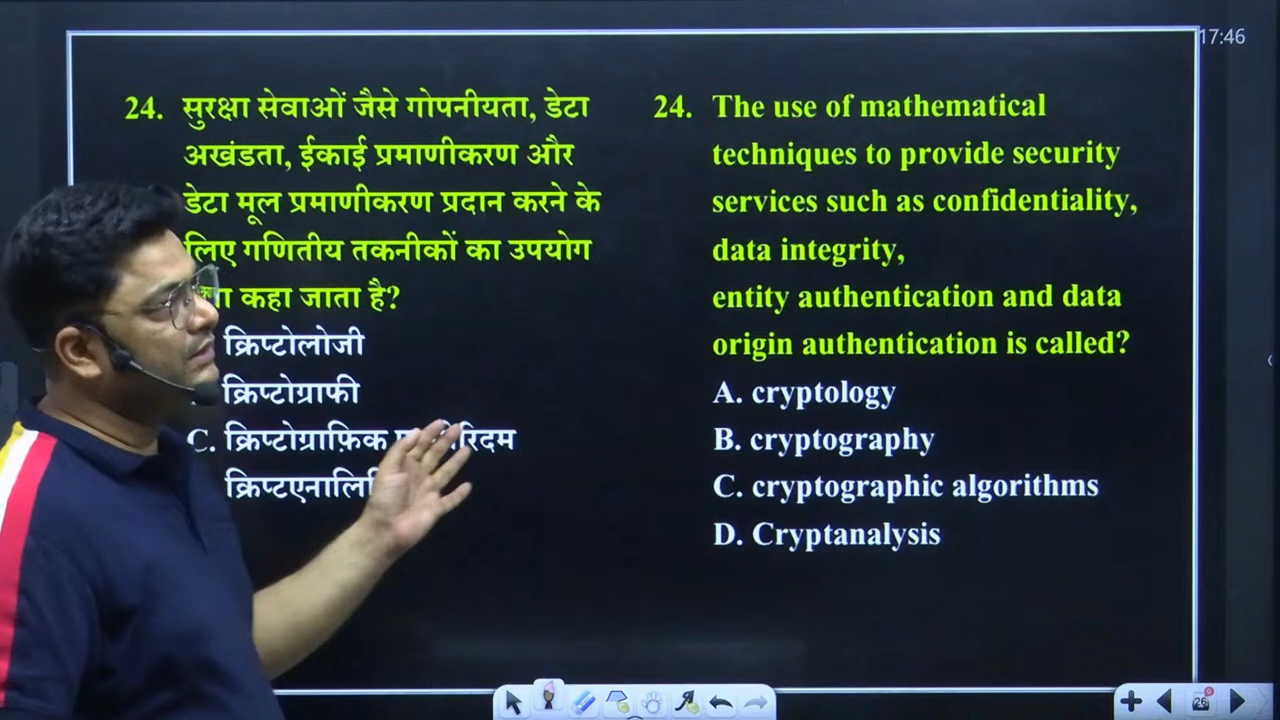 17:46
24. सुरक्षा सेवाओं जैसे गोपनीयता, डेटा
अखंडता, ईकाई प्रमाणीकरण और
डेटा मूल प्रमाणीकरण प्रदान करने के
लिए गणितीय तकनीकों का उपयोग
कहा जाता है?
क्रिप्टोलोजी
क्रिप्टोग्राफी
C. क्रिप्टोग्राफ़िक
24. The use of mathematical
techniques to provide security
services such as confidentiality,
data integrity,
entity authentication and data
origin authentication is called?
A. cryptology
B. cryptography
C. cryptographic algorithms
D. Cryptanalysis
26